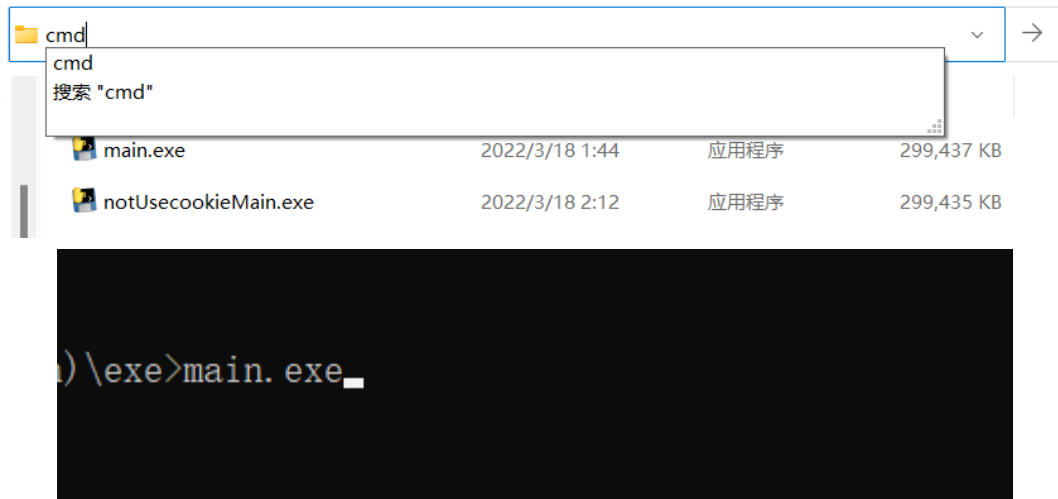 cmd
cmd
搜索 "cmd"
main.exe 2022/3/18 1:44 应用程序 299,437 KB
notUsecookieMain.exe 2022/3/18 2:12 应用程序 299,435 KB
)\exe>main.exe